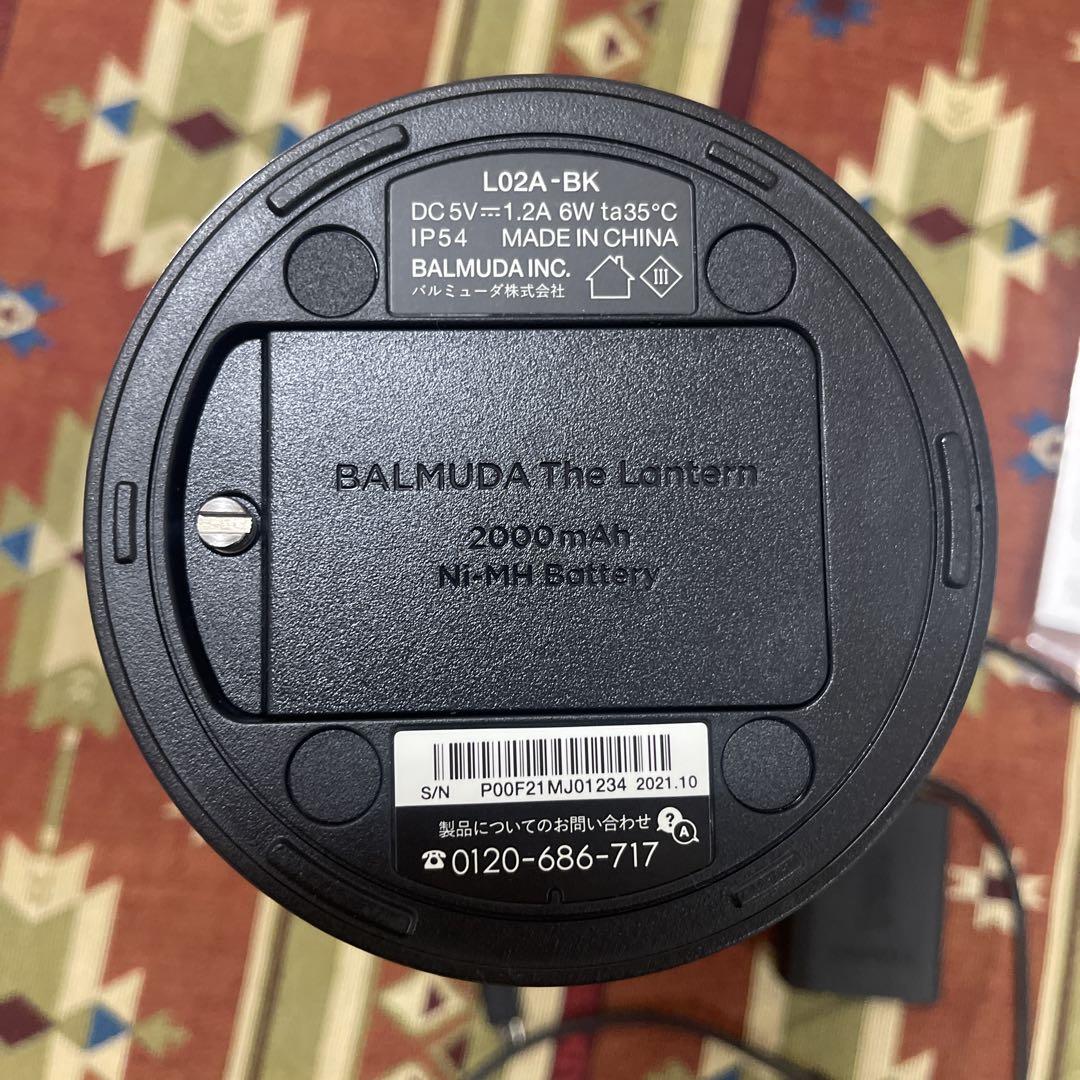 L02A-BK
DC 5V⎓1.2A 6W ta35°C
IP54 MADE IN CHINA
BALMUDA INC.
バルミューダ株式会社
III
BALMUDA The Lantern
2000mAh
Ni-MH Battery
S/N P00F21MJ01234 2021.10
製品についてのお問い合わせ ? A
☎0120-686-717